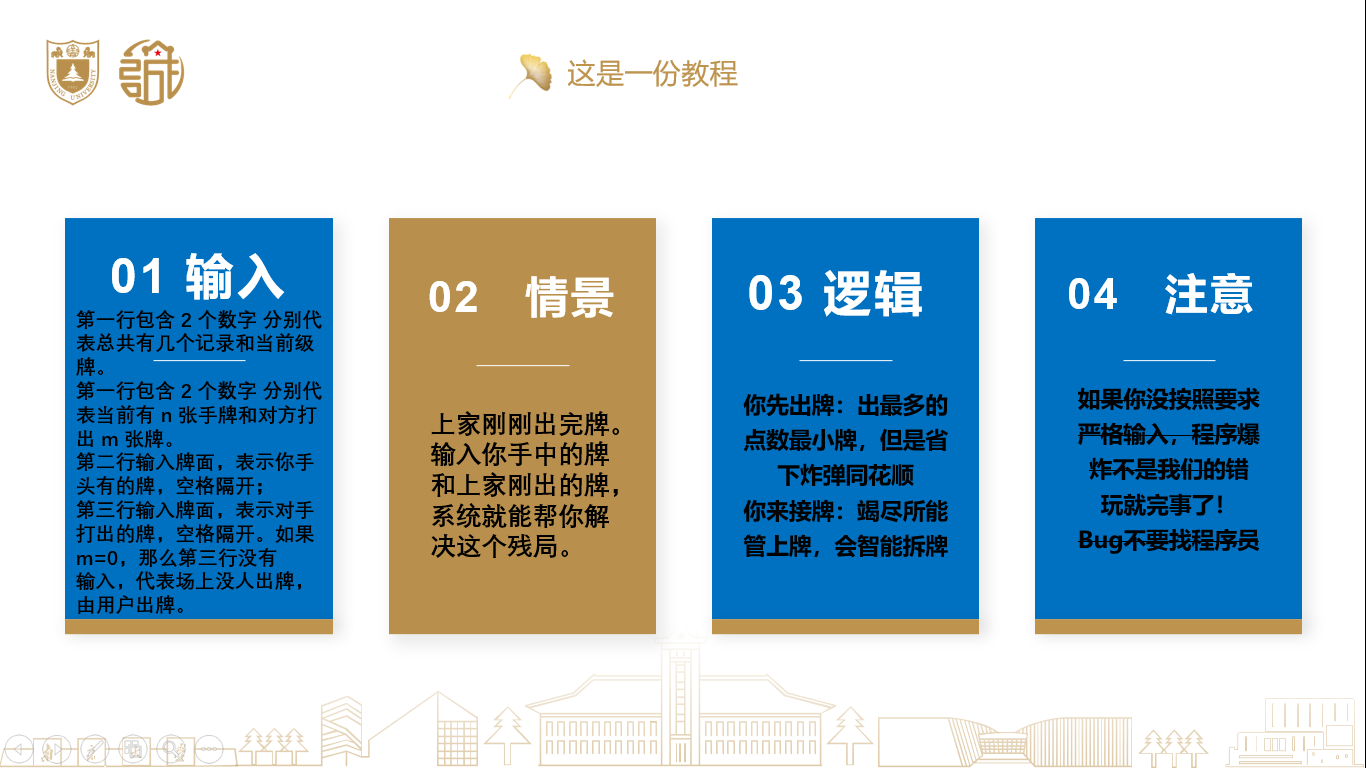 NANJING UNIVERSITY
诚
这是一份教程
01 输入
第一行包含 2 个数字 分别代
表总共有几个记录和当前级
牌。
第一行包含 2 个数字 分别代
表当前有 n 张手牌和对方打
出 m 张牌。
第二行输入牌面，表示你手
头有的牌，空格隔开；
第三行输入牌面，表示对手
打出的牌，空格隔开。如果
m=0，那么第三行没有
输入，代表场上没人出牌，
由用户出牌。
02 情景
上家刚刚出完牌。
输入你手中的牌
和上家刚出的牌，
系统就能帮你解
决这个残局。
03 逻辑
你先出牌：出最多的
点数最小牌，但是省
下炸弹同花顺
你来接牌：竭尽所能
管上牌，会智能拆牌
04 注意
如果你没按照要求
严格输入，程序爆
炸不是我们的错
玩就完事了！
Bug不要找程序员